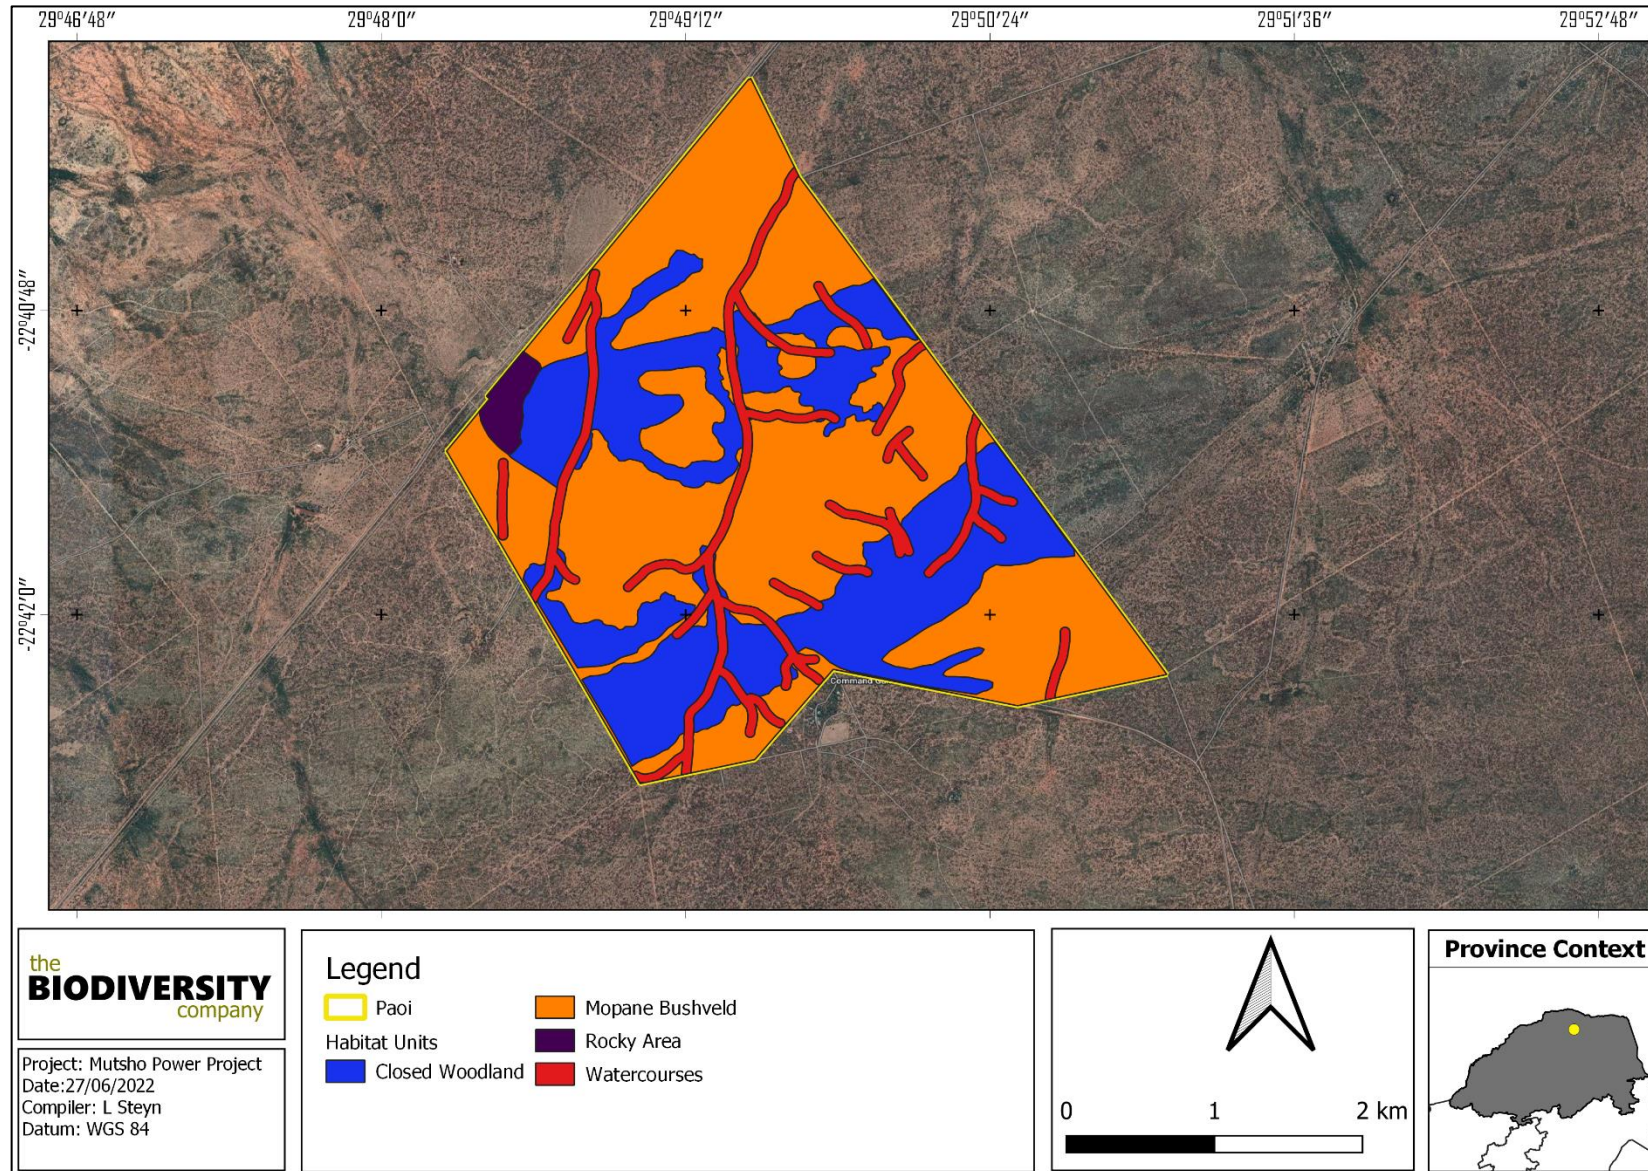 29°46′48″ 29°48′0″ 29°49′12″ 29°50′24″ 29°51′36″ 29°52′48″
-22°40′48″
-22°42′0″
Command
the
BIODIVERSITY
company
Project: Mutsho Power Project
Date:27/06/2022
Compiler: L Steyn
Datum: WGS 84
Legend
Paoi
Habitat Units
Closed Woodland
Mopane Bushveld
Rocky Area
Watercourses
0 1 2 km
Province Context